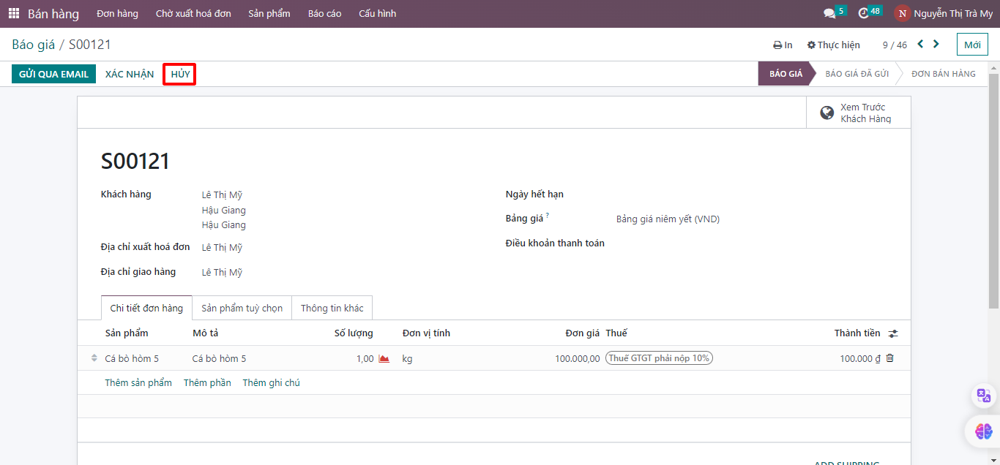 Bán hàng Đơn hàng Chờ xuất hoá đơn Sản phẩm Báo cáo Cấu hình 5 48 N Nguyễn Thị Trà My
Báo giá / S00121 In Thực hiện 9 / 46 Mới
GỬI QUA EMAIL XÁC NHẬN HỦY BÁO GIÁ BÁO GIÁ ĐÃ GỬI ĐƠN BÁN HÀNG
Xem Trước
Khách Hàng
S00121
Khách hàng Lê Thị Mỹ Ngày hết hạn
Hậu Giang
Bảng giá ? Bảng giá niêm yết (VND)
Hậu Giang
Địa chỉ xuất hoá đơn Lê Thị Mỹ Điều khoản thanh toán
Địa chỉ giao hàng Lê Thị Mỹ
Chi tiết đơn hàng Sản phẩm tuỳ chọn Thông tin khác
Sản phẩm Mô tả Số lượng Đơn vị tính Đơn giá Thuế Thành tiền
Cá bò hòm 5 Cá bò hòm 5 1,00 kg 100.000,00 Thuế GTGT phải nộp 10% 100.000 ₫
Thêm sản phẩm Thêm phần Thêm ghi chú
ADD SHIPPING